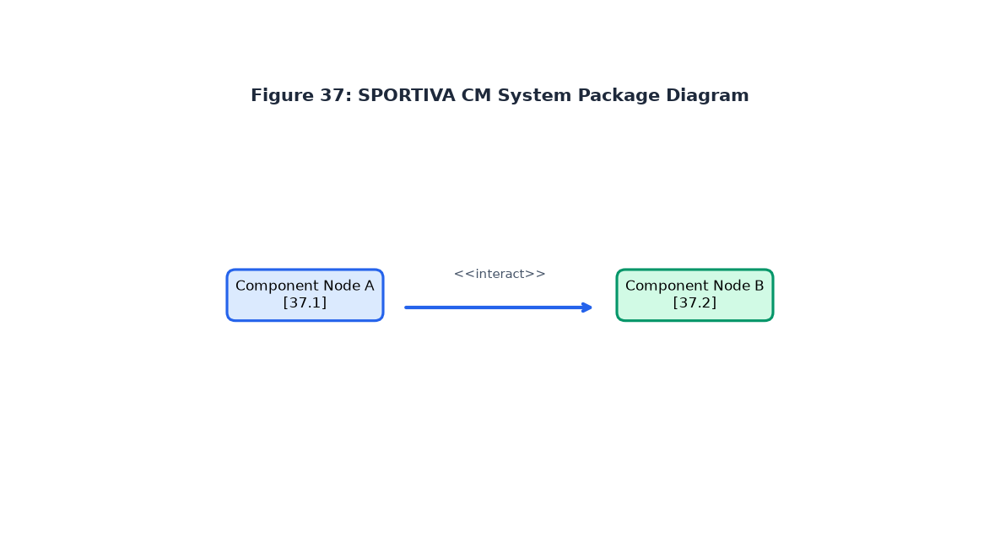 Figure 37: SPORTIVA CM System Package Diagram
Component Node A
[37.1]
<<interact>>
Component Node B
[37.2]